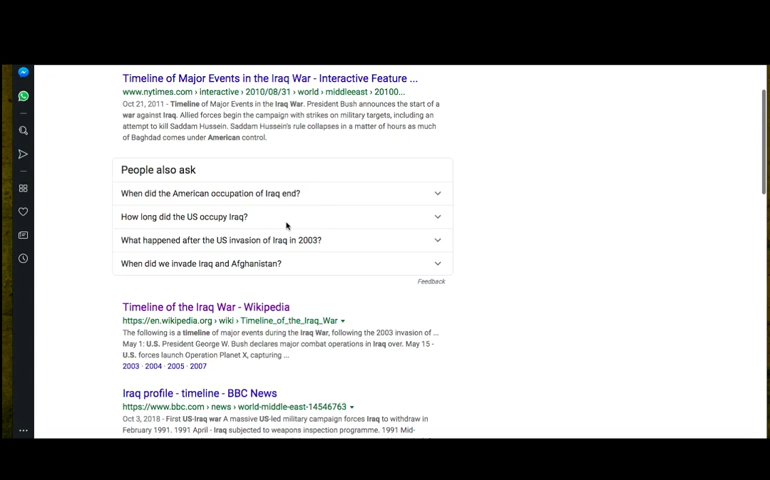 Timeline of Major Events in the Iraq War - Interactive Feature ...
www.nytimes.com › interactive › 2010/08/31 › world › middleeast › 20100...
Oct 21, 2011 - Timeline of Major Events in the Iraq War. President Bush announces the start of a
war against Iraq. Allied forces begin the campaign with strikes on military targets, including an
attempt to kill Saddam Hussein. Saddam Hussein's rule collapses in a matter of hours as much
of Baghdad comes under American control.
People also ask
When did the American occupation of Iraq end?
How long did the US occupy Iraq?
What happened after the US invasion of Iraq in 2003?
When did we invade Iraq and Afghanistan?
Feedback
Timeline of the Iraq War - Wikipedia
https://en.wikipedia.org › wiki › Timeline_of_the_Iraq_War
The following is a timeline of major events during the Iraq War, following the 2003 invasion of ...
May 1: U.S. President George W. Bush declares major combat operations in Iraq over. May 15 -
U.S. forces launch Operation Planet X, capturing ...
2003 · 2004 · 2005 · 2007
Iraq profile - timeline - BBC News
https://www.bbc.com › news › world-middle-east-14546763
Oct 3, 2018 - First US-Iraq war A massive US-led military campaign forces Iraq to withdraw in
February 1991. 1991 April - Iraq subjected to weapons inspection programme. 1991 Mid-